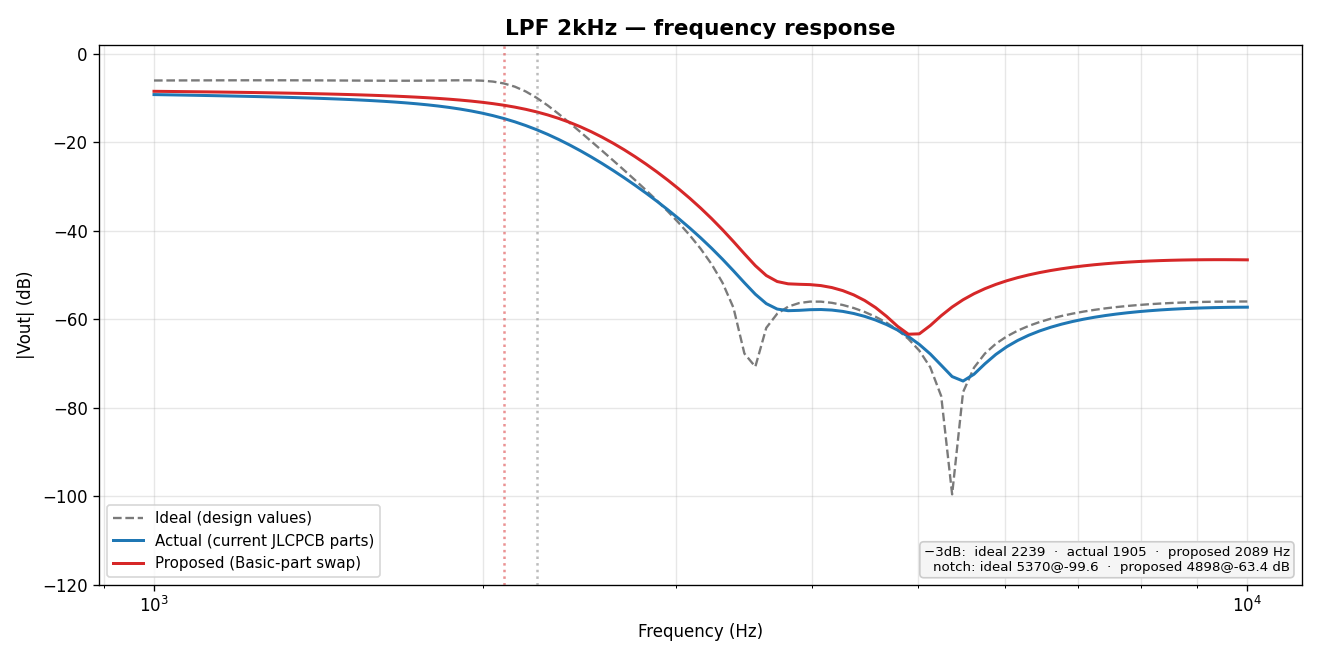 LPF 2kHz — frequency response
|Vout| (dB)
0
−20
−40
−60
−80
−100
−120
Ideal (design values)
Actual (current JLCPCB parts)
Proposed (Basic-part swap)
−3dB: ideal 2239 · actual 1905 · proposed 2089 Hz
notch: ideal 5370@-99.6 · proposed 4898@-63.4 dB
10³
10⁴
Frequency (Hz)